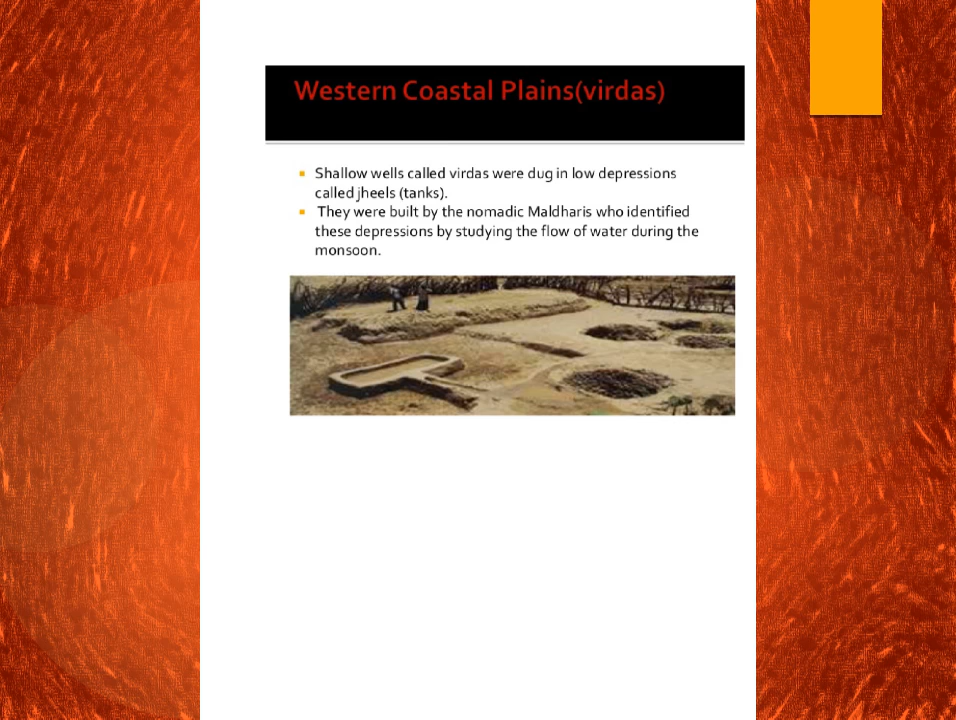 Western Coastal Plains(virdas)
Shallow wells called virdas were dug in low depressions
called jheels (tanks).
They were built by the nomadic Maldharis who identified
these depressions by studying the flow of water during the
monsoon.